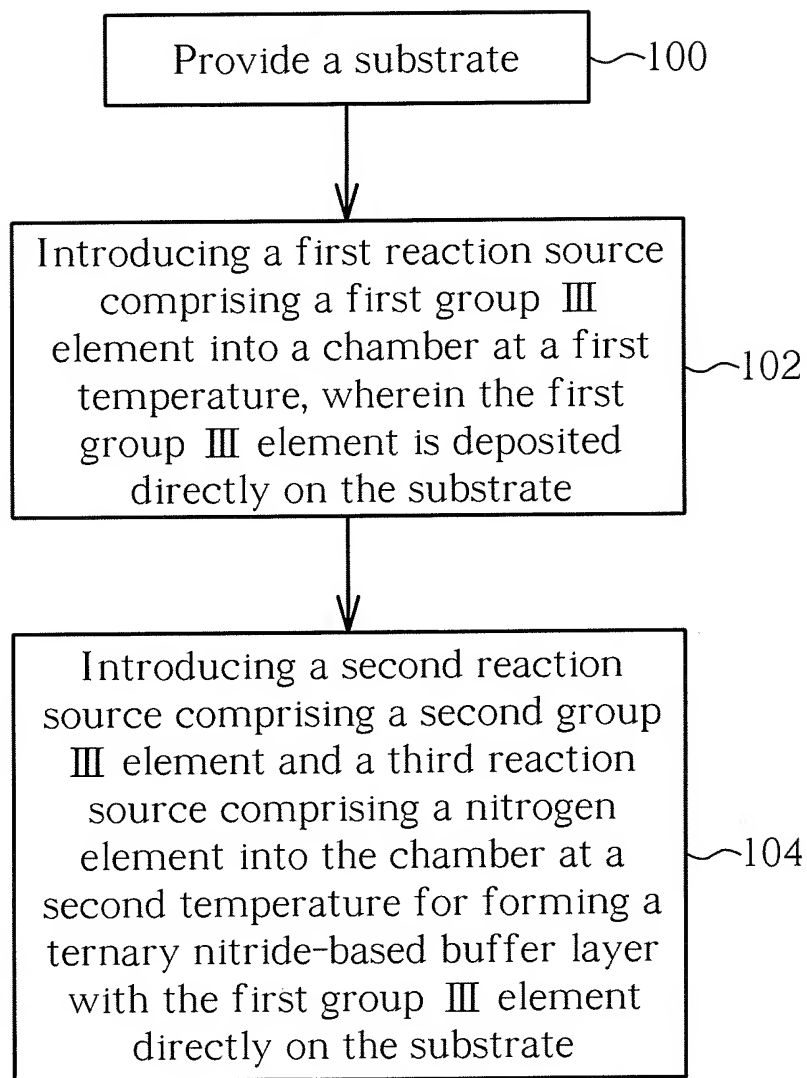 Provide a substrate
100
Introducing a first reaction source
comprising a first group Ⅲ
element into a chamber at a first
temperature, wherein the first
group Ⅲ element is deposited
directly on the substrate
102
Introducing a second reaction
source comprising a second group
Ⅲ element and a third reaction
source comprising a nitrogen
element into the chamber at a
second temperature for forming a
ternary nitride-based buffer layer
with the first group Ⅲ element
directly on the substrate
104